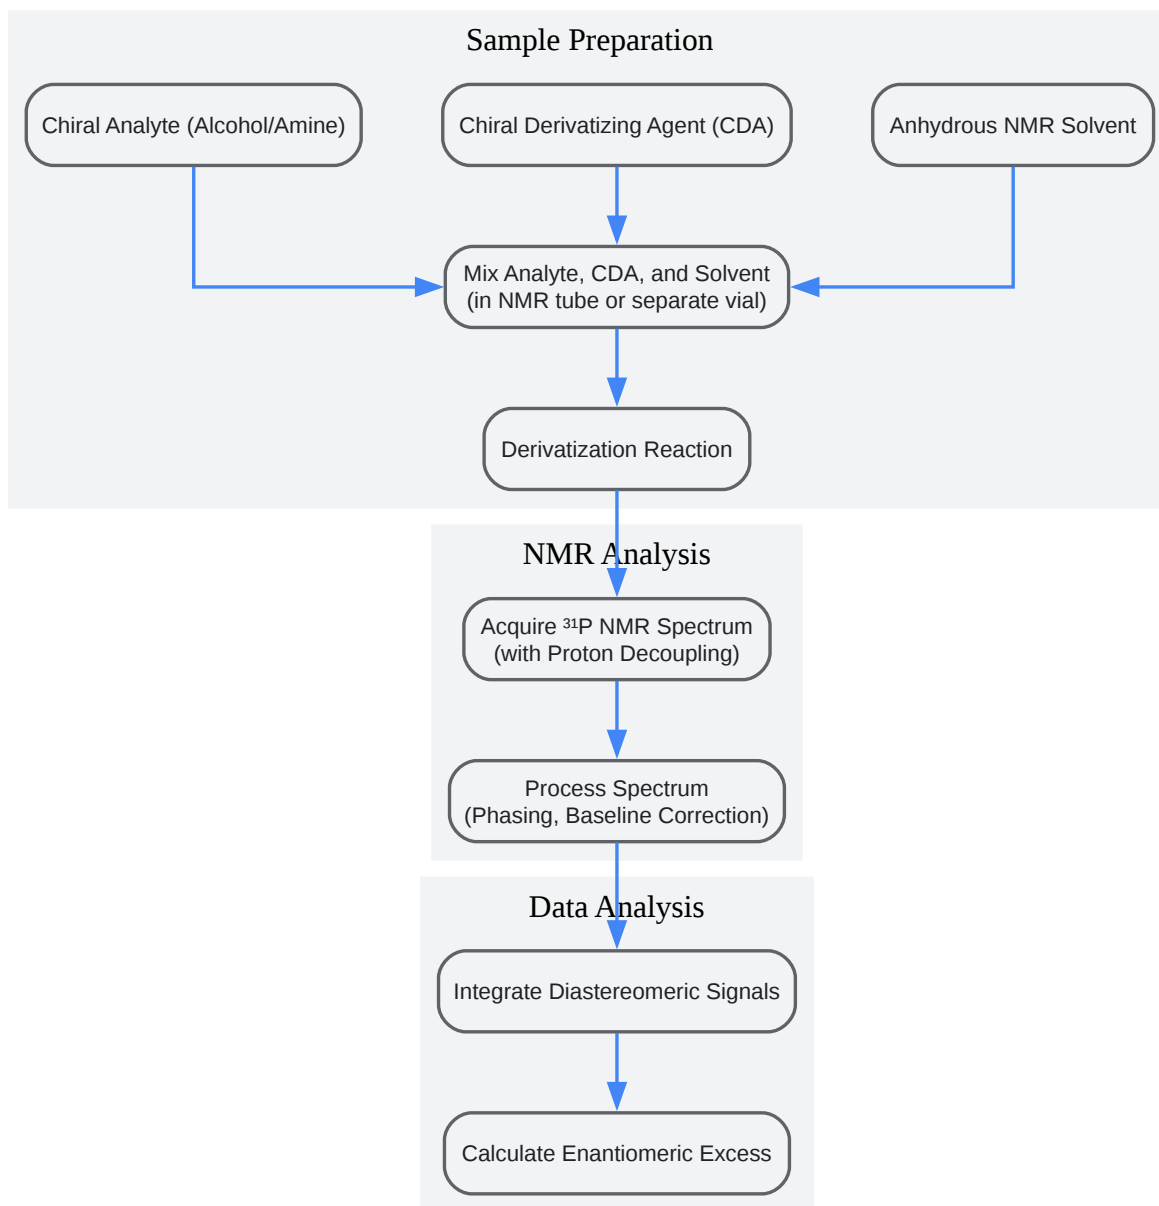 Sample Preparation
Chiral Analyte (Alcohol/Amine)
Chiral Derivatizing Agent (CDA)
Anhydrous NMR Solvent
Mix Analyte, CDA, and Solvent
(in NMR tube or separate vial)
Derivatization Reaction
NMR Analysis
Acquire ³¹P NMR Spectrum
(with Proton Decoupling)
Process Spectrum
(Phasing, Baseline Correction)
Data Analysis
Integrate Diastereomeric Signals
Calculate Enantiomeric Excess